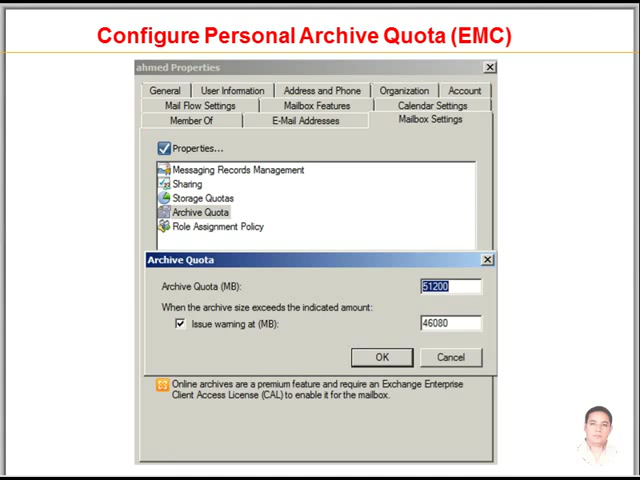 Configure Personal Archive Quota (EMC)
ahmed Properties
General User Information Address and Phone Organization Account
Mail Flow Settings Mailbox Features Calendar Settings
Member Of E-Mail Addresses Mailbox Settings
Properties...
Messaging Records Management
Sharing
Storage Quotas
Archive Quota
Role Assignment Policy
Archive Quota
Archive Quota (MB): 51200
When the archive size exceeds the indicated amount:
Issue warning at (MB): 46080
OK Cancel
Online archives are a premium feature and require an Exchange Enterprise
Client Access License (CAL) to enable it for the mailbox.